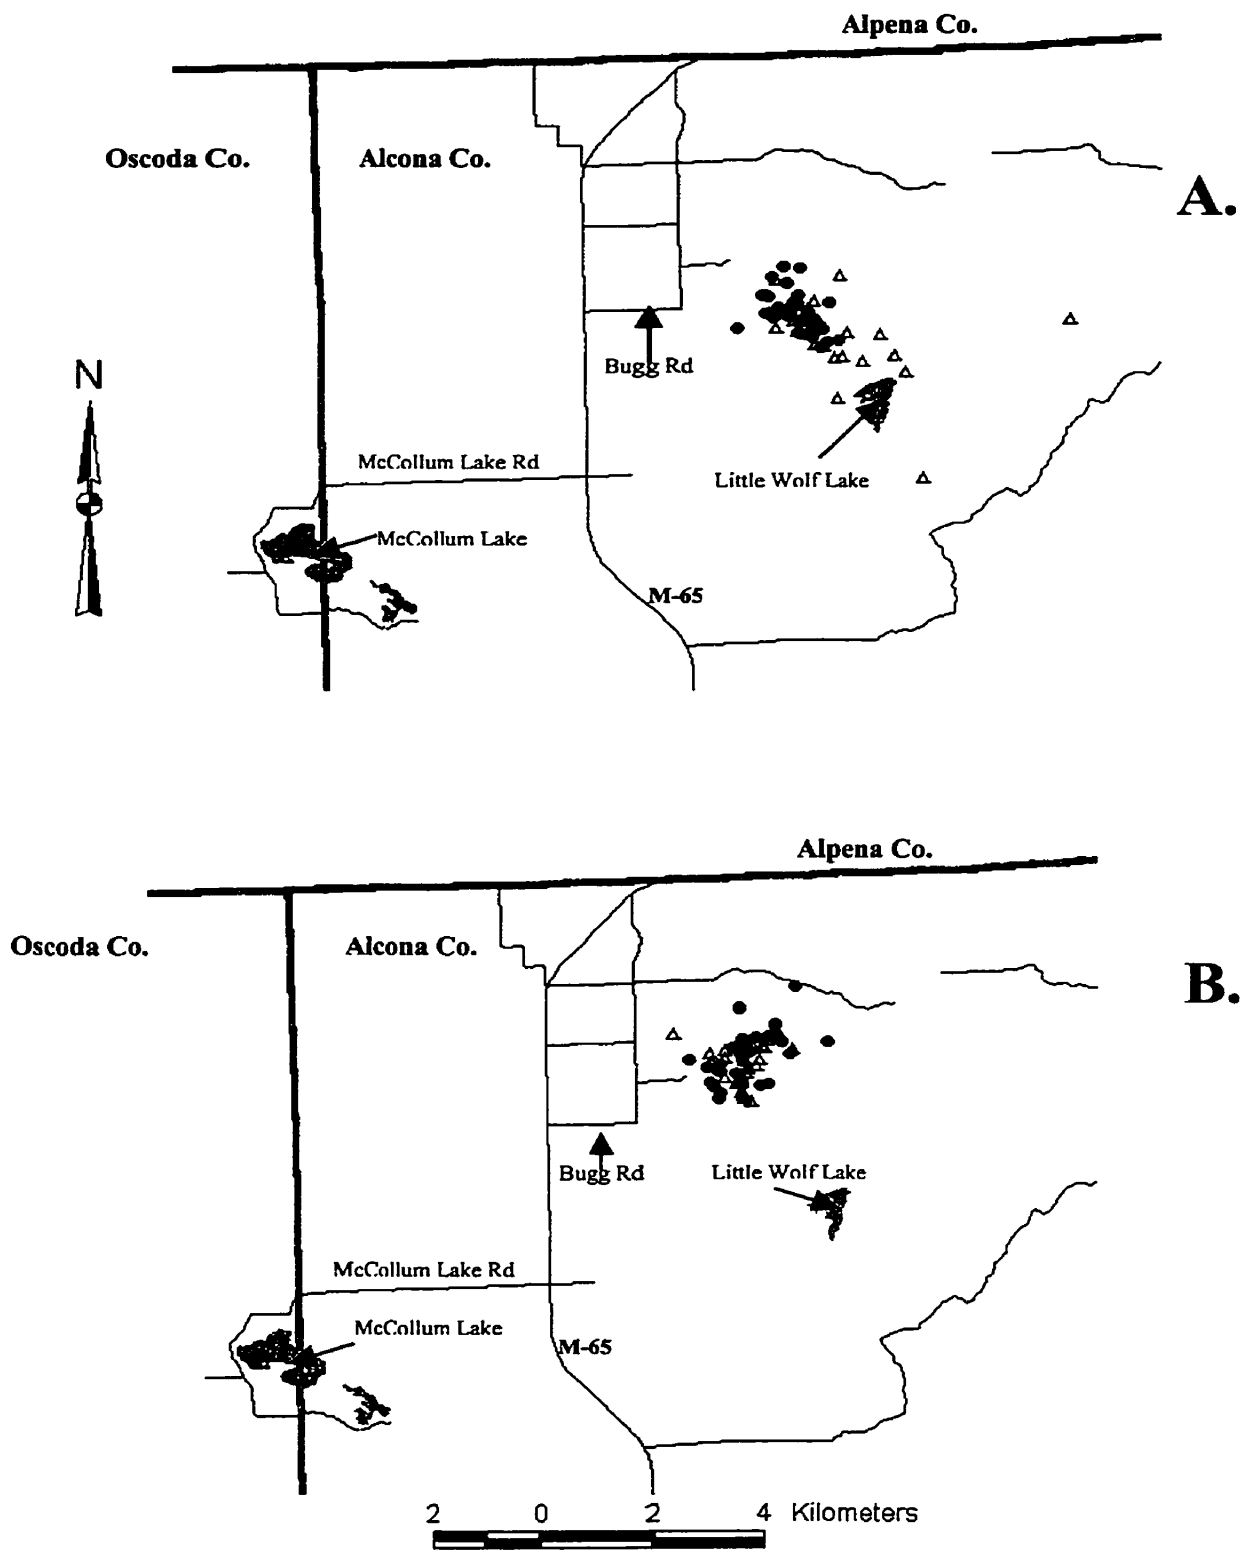 Alpena Co.
Oscoda Co.
Alcona Co.
A.
Bugg Rd
N
McCollum Lake Rd
Little Wolf Lake
McCollum Lake
M-65
Alpena Co.
Oscoda Co.
Alcona Co.
B.
Bugg Rd
Little Wolf Lake
McCollum Lake Rd
McCollum Lake
M-65
2 0 2 4 Kilometers